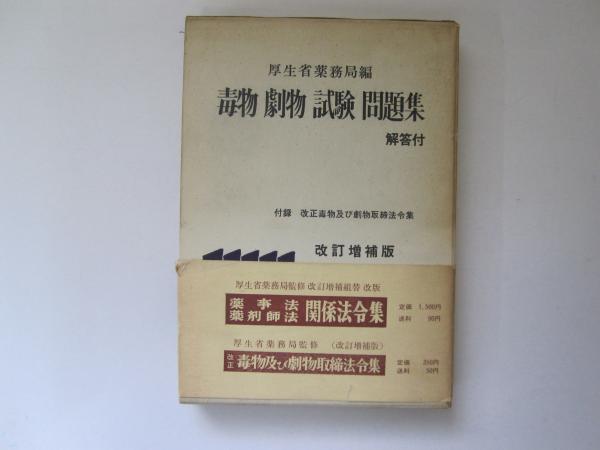 厚生省薬務局編
毒物 劇物 試験 問題集
解答付
付録 改正毒物及び劇物取締法令集
改訂増補版
厚生省薬務局監修 改訂増補組替 改版
薬事法
薬剤師法 関係法令集
定価 1,500円
送料 90円
厚生省薬務局監修 (改訂増補版)
改正 毒物及び劇物取締法令集
定価 350円
送料 50円